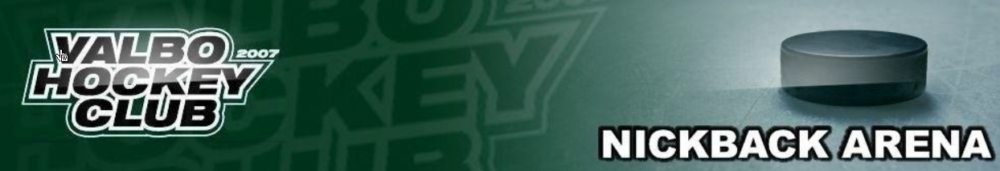 VALBO 2007
HOCKEY
CLUB
NICKBACK ARENA